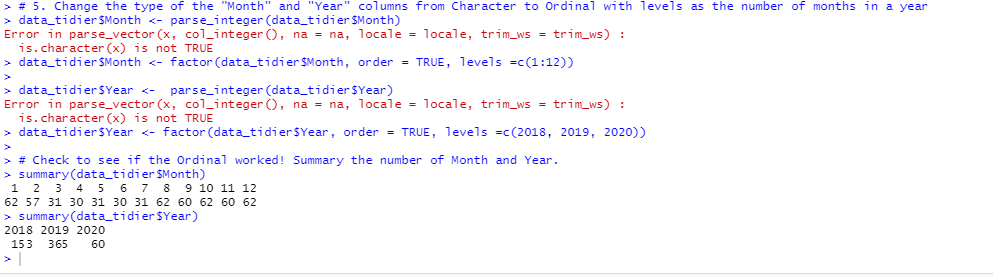 > # 5. Change the type of the "Month" and "Year" columns from Character to Ordinal with levels as the number of months in a year
> data_tidier$Month <- parse_integer(data_tidier$Month)
Error in parse_vector(x, col_integer(), na = na, locale = locale, trim_ws = trim_ws) :
  is.character(x) is not TRUE
> data_tidier$Month <- factor(data_tidier$Month, order = TRUE, levels =c(1:12))
>
> data_tidier$Year <-  parse_integer(data_tidier$Year)
Error in parse_vector(x, col_integer(), na = na, locale = locale, trim_ws = trim_ws) :
  is.character(x) is not TRUE
> data_tidier$Year <- factor(data_tidier$Year, order = TRUE, levels =c(2018, 2019, 2020))
>
> # Check to see if the Ordinal worked! Summary the number of Month and Year.
> summary(data_tidier$Month)
 1  2  3  4  5  6  7  8  9 10 11 12
62 57 31 30 31 30 31 62 60 62 60 62
> summary(data_tidier$Year)
2018 2019 2020
 153  365   60
>